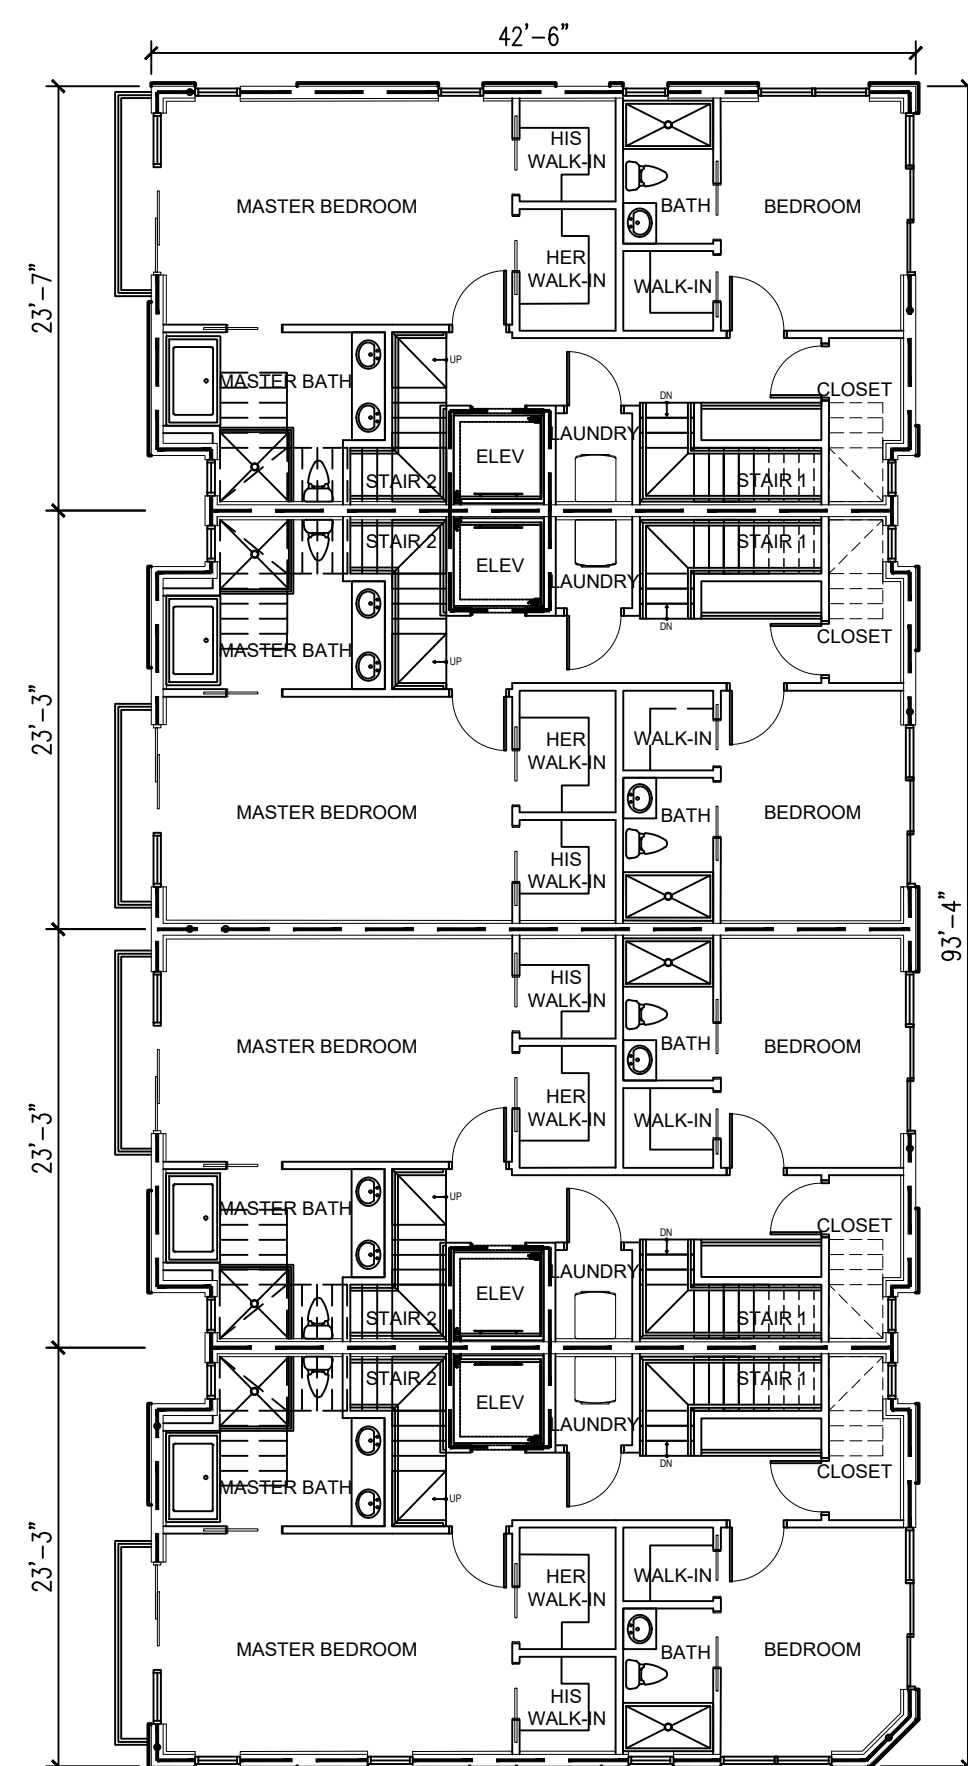 42'-6"
HIS
WALK-IN
MASTER BEDROOM
BATH
BEDROOM
HER
WALK-IN
WALK-IN
23'-7"
UP
MASTER BATH
CLOSET
DN
LAUNDRY
ELEV
STAIR 2
STAIR 1
STAIR 2
STAIR 1
ELEV
LAUNDRY
DN
CLOSET
MASTER BATH
UP
23'-3"
HER
WALK-IN
WALK-IN
MASTER BEDROOM
BATH
BEDROOM
HIS
WALK-IN
93'-4"
HIS
WALK-IN
MASTER BEDROOM
BATH
BEDROOM
HER
WALK-IN
WALK-IN
23'-3"
UP
MASTER BATH
CLOSET
DN
LAUNDRY
ELEV
STAIR 2
STAIR 1
STAIR 2
STAIR 1
ELEV
LAUNDRY
DN
CLOSET
MASTER BATH
UP
23'-3"
HER
WALK-IN
WALK-IN
MASTER BEDROOM
BATH
BEDROOM
HIS
WALK-IN